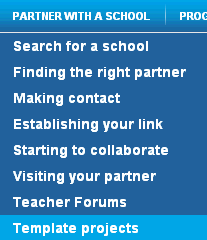 PARTNER WITH A SCHOOL PROG
Search for a school
Finding the right partner
Making contact
Establishing your link
Starting to collaborate
Visiting your partner
Teacher Forums
Template projects